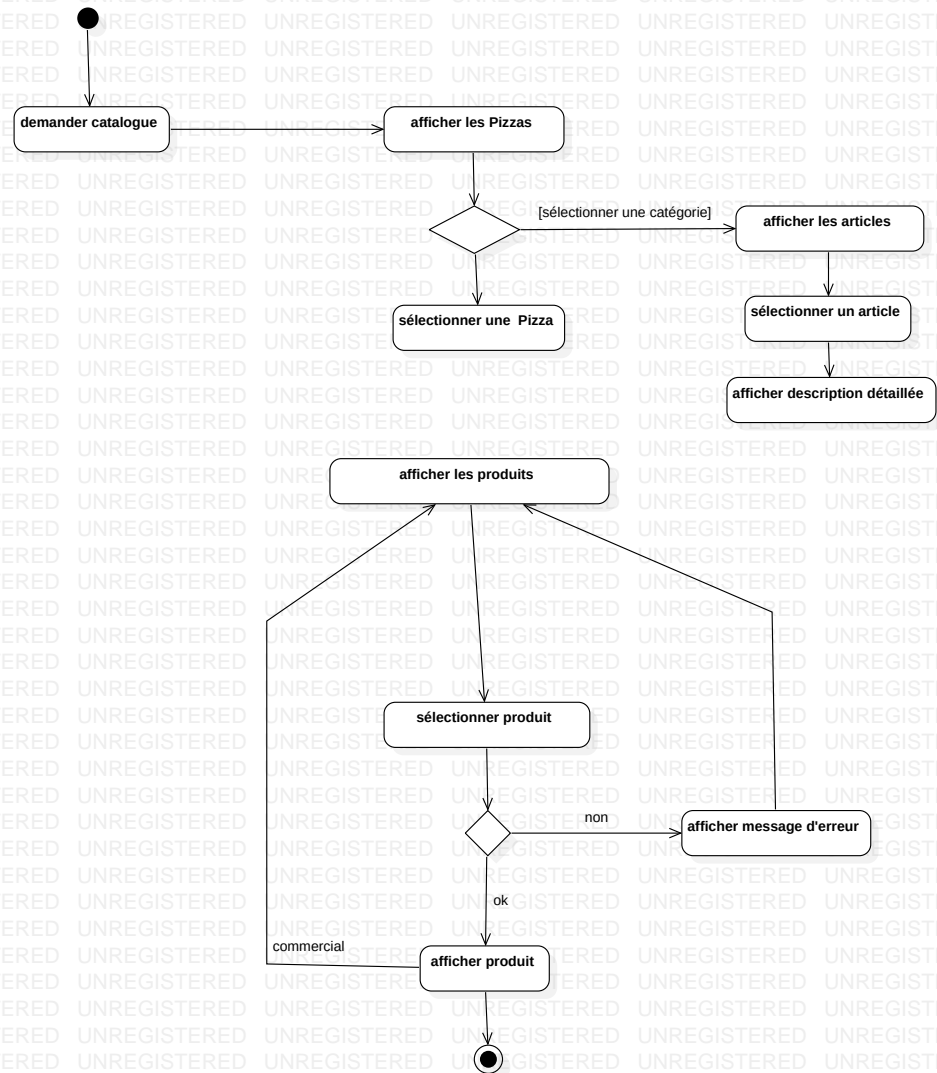 demander catalogue
afficher les Pizzas
[sélectionner une catégorie]
afficher les articles
sélectionner une  Pizza
sélectionner un article
afficher description détaillée
afficher les produits
sélectionner produit
non
afficher message d'erreur
ok
commercial
afficher produit
UNREGISTERED